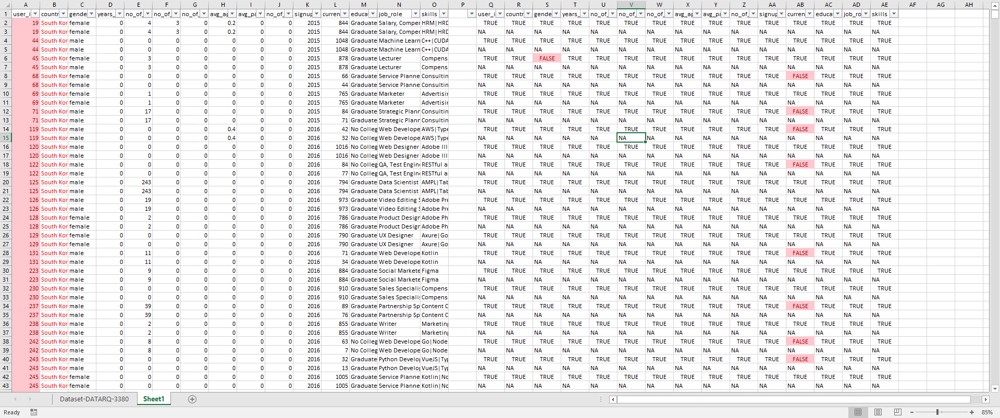 A B C D E F G H I J K L M N O P Q R S T U V W X Y Z AA AB AC AD AE AF AG AH
1 user_i countr gende years_ no_of_ no_of_ no_of_ avg_ap avg_pa no_of_ signup curren educat job_role skills user_i countr gende years_ no_of_ no_of_ no_of_ avg_ap avg_pa no_of_ signup curren educat job_ro skills
2 19 South Kor female 0 4 3 0 0.2 0 0 2015 844 Graduate Salary, Comper HRM|HRD TRUE TRUE TRUE TRUE TRUE TRUE TRUE TRUE TRUE TRUE TRUE TRUE TRUE TRUE TRUE
3 19 South Kor female 0 4 3 0 0.2 0 0 2015 844 Graduate Salary, Comper HRM|HRD NA NA NA NA NA NA NA NA NA NA NA NA NA NA NA
4 44 South Kor male 0 0 0 0 0 0 0 2015 1048 Graduate Machine Learn C++|CUDA TRUE TRUE TRUE TRUE TRUE TRUE TRUE TRUE TRUE TRUE TRUE TRUE TRUE TRUE TRUE
5 44 South Kor male 0 0 0 0 0 0 0 2015 1048 Graduate Machine Learn C++|CUDA NA NA NA NA NA NA NA NA NA NA NA NA NA NA NA
6 45 South Kor female 0 3 0 0 0 0 0 2015 878 Graduate Lecturer Compens TRUE TRUE FALSE TRUE TRUE TRUE TRUE TRUE TRUE TRUE TRUE TRUE TRUE TRUE TRUE
7 45 South Kor male 0 3 0 0 0 0 0 2015 878 Graduate Lecturer Compens NA NA NA NA NA NA NA NA NA NA NA NA NA NA NA
8 68 South Kor female 0 0 0 0 0 0 0 2015 66 Graduate Service Planne Consultin TRUE TRUE TRUE TRUE TRUE TRUE TRUE TRUE TRUE TRUE TRUE FALSE TRUE TRUE TRUE
9 68 South Kor female 0 0 0 0 0 0 0 2015 44 Graduate Service Planne Consultin NA NA NA NA NA NA NA NA NA NA NA NA NA NA NA
10 69 South Kor female 0 1 0 0 0 0 0 2015 765 Graduate Marketer Advertisir TRUE TRUE TRUE TRUE TRUE TRUE TRUE TRUE TRUE TRUE TRUE TRUE TRUE TRUE TRUE
11 69 South Kor female 0 1 0 0 0 0 0 2015 765 Graduate Marketer Advertisir NA NA NA NA NA NA NA NA NA NA NA NA NA NA NA
12 71 South Kor male 0 17 0 0 0 0 0 2015 84 Graduate Strategic Plann Consultin TRUE TRUE TRUE TRUE TRUE TRUE TRUE TRUE TRUE TRUE TRUE FALSE TRUE TRUE TRUE
13 71 South Kor male 0 17 0 0 0 0 0 2015 71 Graduate Strategic Plann Consultin NA NA NA NA NA NA NA NA NA NA NA NA NA NA NA
14 119 South Kor male 0 0 0 0 0.4 0 0 2016 42 No Colleg Web Develope AWS|Type TRUE TRUE TRUE TRUE TRUE TRUE TRUE TRUE TRUE TRUE TRUE FALSE TRUE TRUE TRUE
15 119 South Kor male 0 0 0 0 0.4 0 0 2016 32 No Colleg Web Develope AWS|Type NA NA NA NA NA NA NA NA NA NA NA NA NA NA NA
16 120 South Kor male 0 0 0 0 0 0 0 2016 1016 No Colleg Web Designer Adobe Ill TRUE TRUE TRUE TRUE TRUE TRUE TRUE TRUE TRUE TRUE TRUE TRUE TRUE TRUE TRUE
17 120 South Kor male 0 0 0 0 0 0 0 2016 1016 No Colleg Web Designer Adobe Ill NA NA NA NA NA NA NA NA NA NA NA NA NA NA NA
18 122 South Kor male 0 0 0 0 0 0 0 2016 84 No Colleg QA, Test Engin RESTful a TRUE TRUE TRUE TRUE TRUE TRUE TRUE TRUE TRUE TRUE TRUE FALSE TRUE TRUE TRUE
19 122 South Kor male 0 0 0 0 0 0 0 2016 77 No Colleg QA, Test Engin RESTful a NA NA NA NA NA NA NA NA NA NA NA NA NA NA NA
20 125 South Kor male 0 243 0 0 0 0 0 2016 794 Graduate Data Scientist AMPL|Tab TRUE TRUE TRUE TRUE TRUE TRUE TRUE TRUE TRUE TRUE TRUE TRUE TRUE TRUE TRUE
21 125 South Kor male 0 243 0 0 0 0 0 2016 794 Graduate Data Scientist AMPL|Tab NA NA NA NA NA NA NA NA NA NA NA NA NA NA NA
22 126 South Kor male 0 19 0 0 0 0 0 2016 973 Graduate Video Editing S Adobe Pre TRUE TRUE TRUE TRUE TRUE TRUE TRUE TRUE TRUE TRUE TRUE TRUE TRUE TRUE TRUE
23 126 South Kor male 0 19 0 0 0 0 0 2016 973 Graduate Video Editing S Adobe Pre NA NA NA NA NA NA NA NA NA NA NA NA NA NA NA
24 128 South Kor female 0 2 0 0 0 0 0 2016 786 Graduate Product Design Adobe Ph TRUE TRUE TRUE TRUE TRUE TRUE TRUE TRUE TRUE TRUE TRUE TRUE TRUE TRUE TRUE
25 128 South Kor female 0 2 0 0 0 0 0 2016 786 Graduate Product Design Adobe Ph NA NA NA NA NA NA NA NA NA NA NA NA NA NA NA
26 129 South Kor female 0 0 0 0 0 0 0 2016 790 Graduate UX Designer Axure|Go TRUE TRUE TRUE TRUE TRUE TRUE TRUE TRUE TRUE TRUE TRUE TRUE TRUE TRUE TRUE
27 129 South Kor female 0 0 0 0 0 0 0 2016 790 Graduate UX Designer Axure|Go NA NA NA NA NA NA NA NA NA NA NA NA NA NA NA
28 131 South Kor male 0 11 0 0 0 0 0 2016 71 Graduate Web Develope Kotlin TRUE TRUE TRUE TRUE TRUE TRUE TRUE TRUE TRUE TRUE TRUE FALSE TRUE TRUE TRUE
29 131 South Kor male 0 11 0 0 0 0 0 2016 34 Graduate Web Develope Kotlin NA NA NA NA NA NA NA NA NA NA NA NA NA NA NA
30 223 South Kor male 0 9 0 0 0 0 0 2016 884 Graduate Social Markete Figma TRUE TRUE TRUE TRUE TRUE TRUE TRUE TRUE TRUE TRUE TRUE TRUE TRUE TRUE TRUE
31 223 South Kor male 0 9 0 0 0 0 0 2016 884 Graduate Social Markete Figma NA NA NA NA NA NA NA NA NA NA NA NA NA NA NA
32 230 South Kor male 0 0 0 0 0 0 0 2016 910 Graduate Sales Specialis Compens TRUE TRUE TRUE TRUE TRUE TRUE TRUE TRUE TRUE TRUE TRUE TRUE TRUE TRUE TRUE
33 230 South Kor male 0 0 0 0 0 0 0 2016 910 Graduate Sales Specialis Compens NA NA NA NA NA NA NA NA NA NA NA NA NA NA NA
34 237 South Kor male 0 39 0 0 0 0 0 2016 89 Graduate Partnership Sp Content C TRUE TRUE TRUE TRUE TRUE TRUE TRUE TRUE TRUE TRUE TRUE FALSE TRUE TRUE TRUE
35 237 South Kor male 0 39 0 0 0 0 0 2016 76 Graduate Partnership Sp Content C NA NA NA NA NA NA NA NA NA NA NA NA NA NA NA
36 238 South Kor male 0 2 0 0 0 0 0 2016 855 Graduate Writer Marketing TRUE TRUE TRUE TRUE TRUE TRUE TRUE TRUE TRUE TRUE TRUE TRUE TRUE TRUE TRUE
37 238 South Kor male 0 2 0 0 0 0 0 2016 855 Graduate Writer Marketing NA NA NA NA NA NA NA NA NA NA NA NA NA NA NA
38 242 South Kor male 0 8 0 0 0 0 0 2016 63 No Colleg Web Develope Go|Node TRUE TRUE TRUE TRUE TRUE TRUE TRUE TRUE TRUE TRUE TRUE FALSE TRUE TRUE TRUE
39 242 South Kor male 0 8 0 0 0 0 0 2016 7 No Colleg Web Develope Go|Node NA NA NA NA NA NA NA NA NA NA NA NA NA NA NA
40 243 South Kor male 0 0 0 0 0 0 0 2016 32 Graduate Python Develop VueJS|Typ TRUE TRUE TRUE TRUE TRUE TRUE TRUE TRUE TRUE TRUE TRUE FALSE TRUE TRUE TRUE
41 243 South Kor male 0 0 0 0 0 0 0 2016 13 Graduate Python Develop VueJS|Typ NA NA NA NA NA NA NA NA NA NA NA NA NA NA NA
42 245 South Kor female 0 0 0 0 0 0 0 2016 1005 Graduate Service Planne Kotlin|No TRUE TRUE TRUE TRUE TRUE TRUE TRUE TRUE TRUE TRUE TRUE TRUE TRUE TRUE TRUE
43 245 South Kor female 0 0 0 0 0 0 0 2016 1005 Graduate Service Planne Kotlin|No NA NA NA NA NA NA NA NA NA NA NA NA NA NA NA
Dataset-DATARQ-3380 Sheet1
Ready 85%